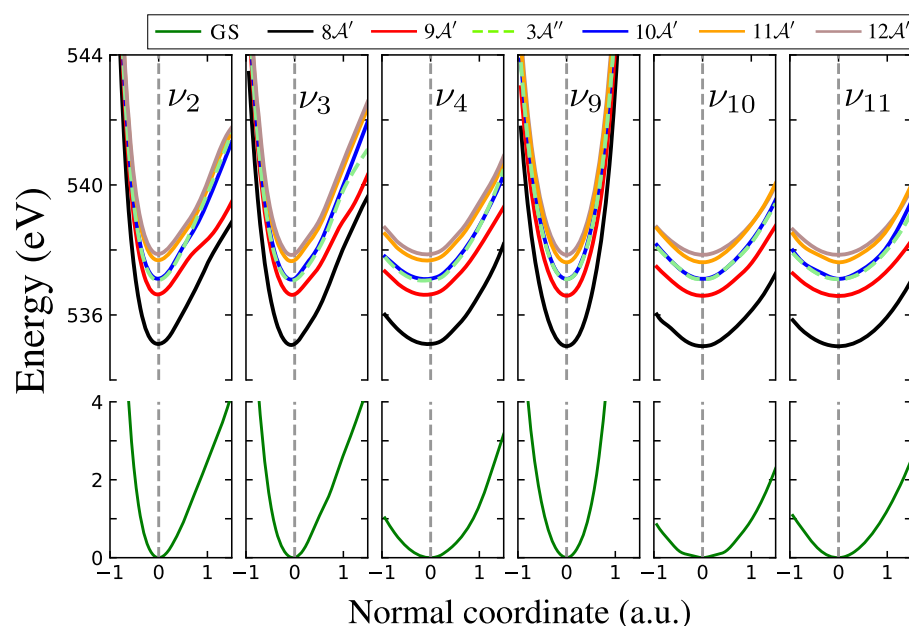 GS 8𝒜′ 9𝒜′ 3𝒜″ 10𝒜′ 11𝒜′ 12𝒜′
544
540
536
ν₂ ν₃ ν₄ ν₉ ν₁₀ ν₁₁
Energy (eV)
4
2
0
−1 0 1 −1 0 1 −1 0 1 −1 0 1 −1 0 1 −1 0 1
Normal coordinate (a.u.)